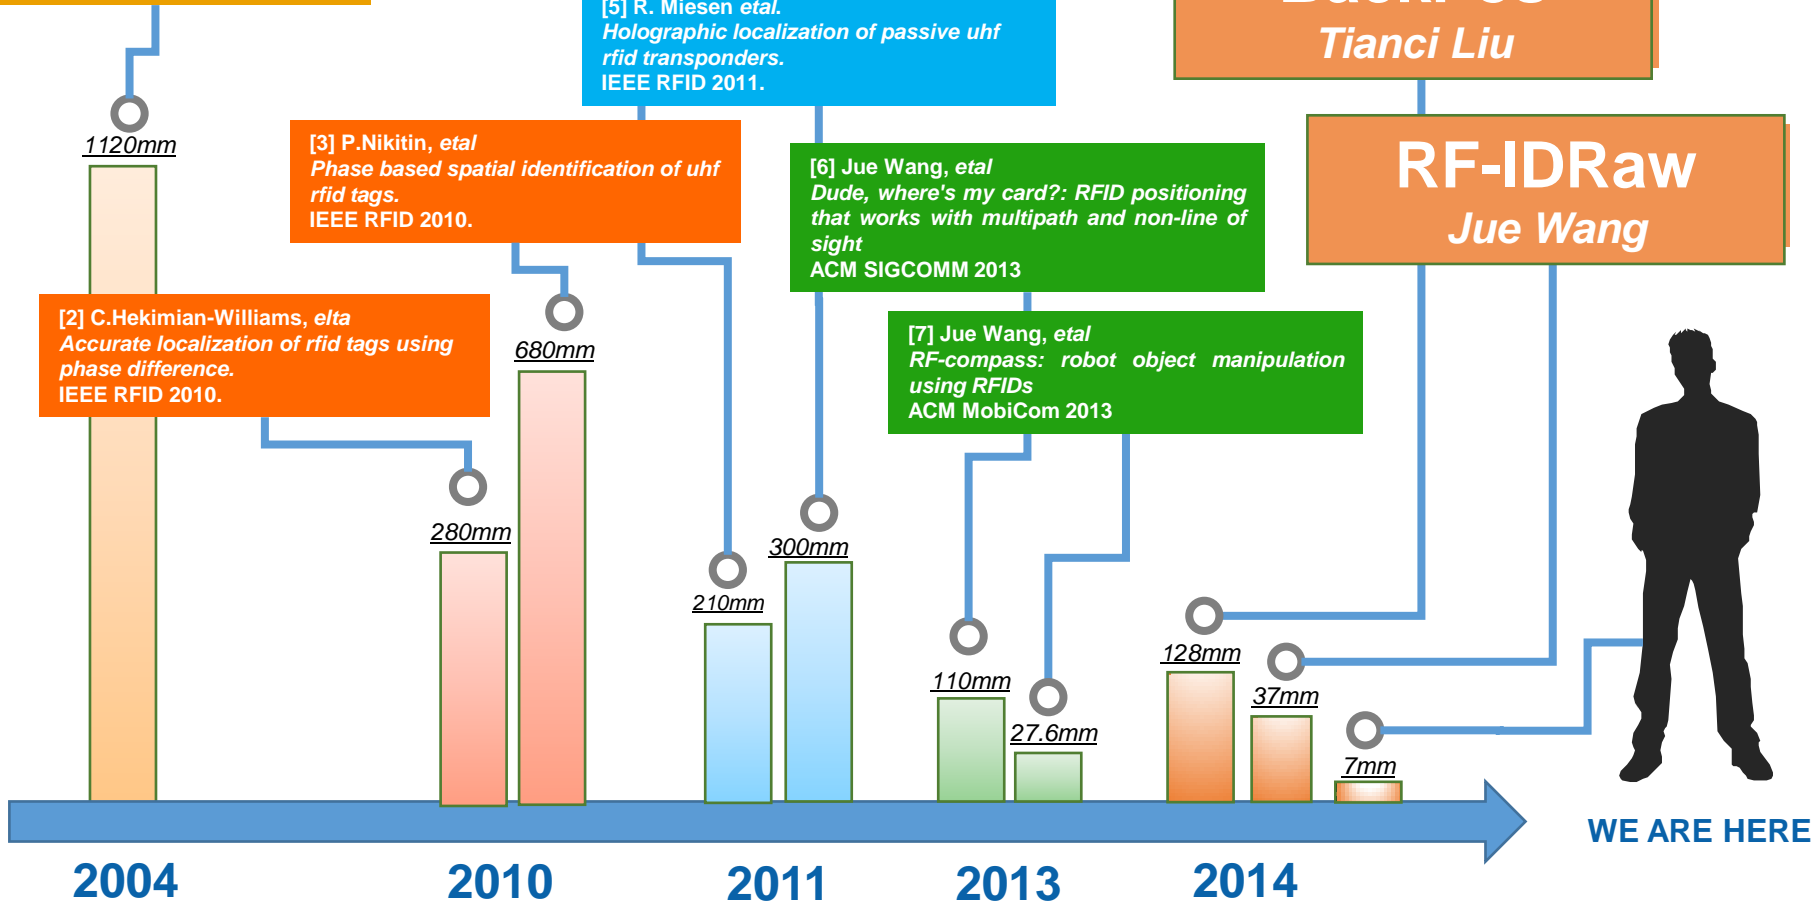 [5] R. Miesen etal.
Holographic localization of passive uhf
rfid transponders.
IEEE RFID 2011.
Tianci Liu
1120mm
[3] P.Nikitin, etal
Phase based spatial identification of uhf
rfid tags.
IEEE RFID 2010.
[6] Jue Wang, etal
Dude, where's my card?: RFID positioning
that works with multipath and non-line of
sight
ACM SIGCOMM 2013
RF-IDRaw
Jue Wang
[2] C.Hekimian-Williams, elta
Accurate localization of rfid tags using
phase difference.
IEEE RFID 2010.
680mm
[7] Jue Wang, etal
RF-compass: robot object manipulation
using RFIDs
ACM MobiCom 2013
280mm
300mm
210mm
110mm
27.6mm
128mm
37mm
7mm
WE ARE HERE
2004
2010
2011
2013
2014